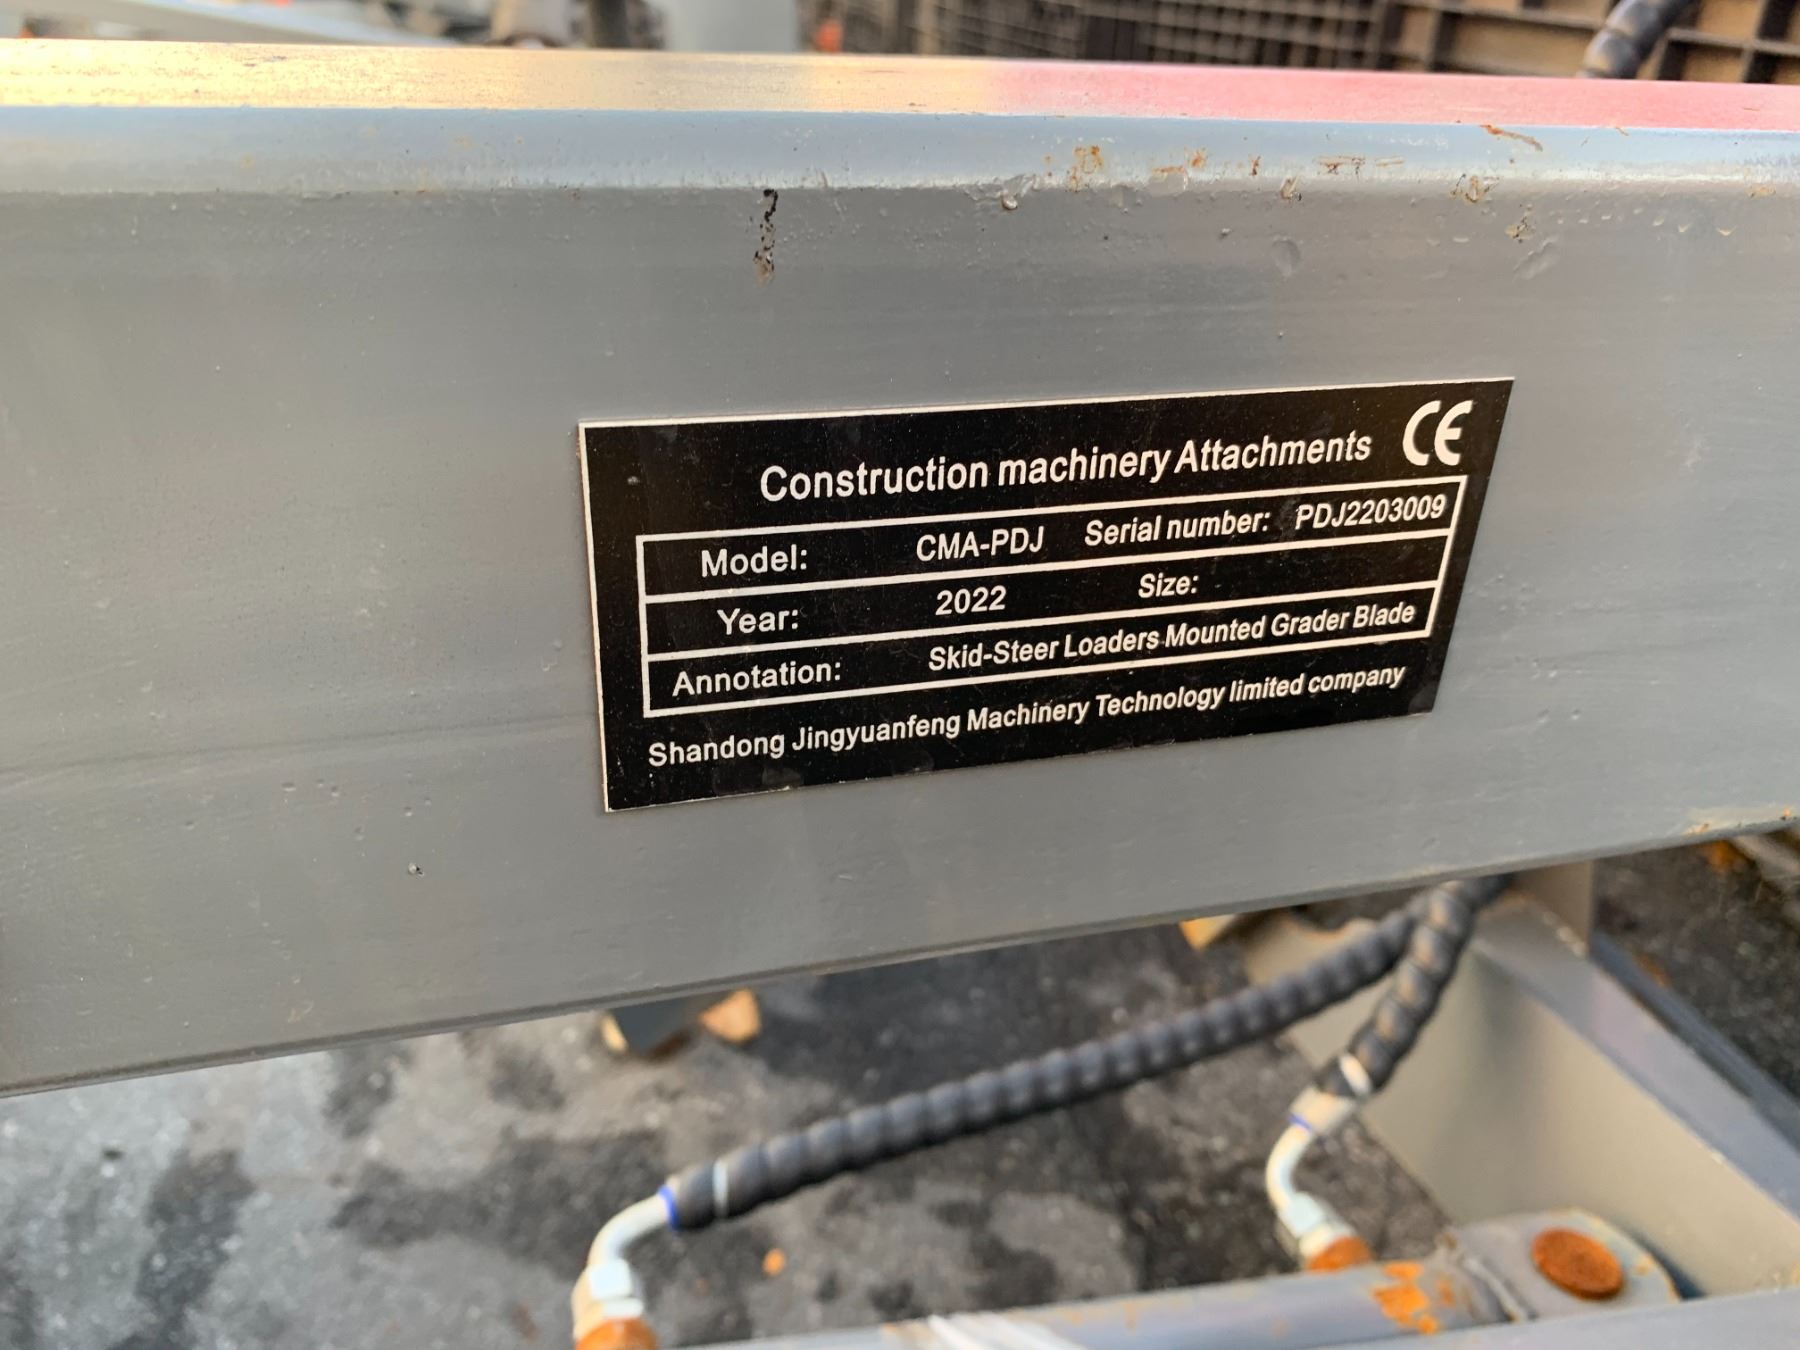 Construction machinery Attachments CE
Model: CMA-PDJ Serial number: PDJ2203009
Year: 2022 Size:
Annotation: Skid-Steer Loaders Mounted Grader Blade
Shandong Jingyuanfeng Machinery Technology limited company